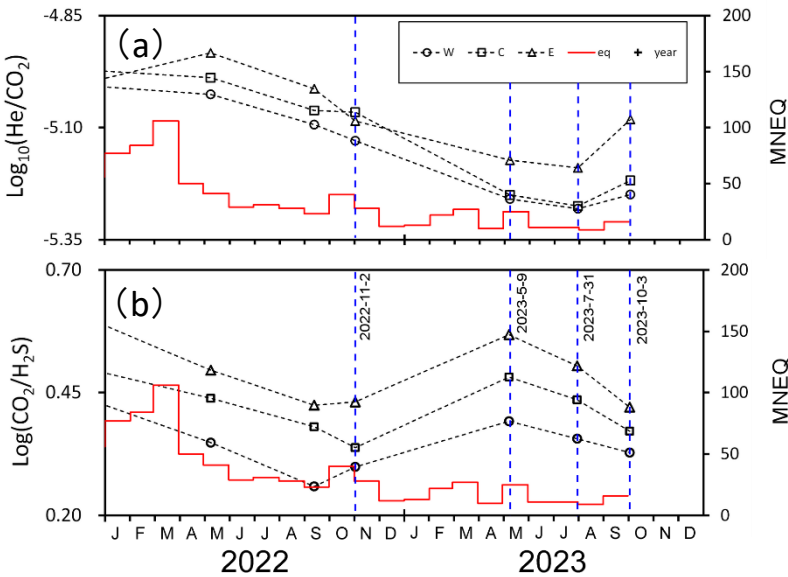 -4.85
200
(a)
W C E eq year
150
Log10(He/CO2)
-5.10
100
MNEQ
50
-5.35
0
0.70
200
(b)
2022-11-2
2023-5-9
2023-7-31
2023-10-3
150
Log(CO2/H2S)
0.45
100
MNEQ
50
0.20
0
J F M A M J J A S O N D J F M A M J J A S O N D
2022 2023